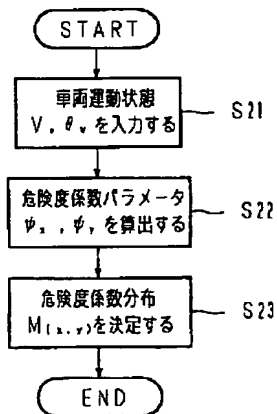 START
車両運動状態
V, θv を入力する
S21
危険度係数パラメータ
ψx, ψy を算出する
S22
危険度係数分布
M(x,y)を決定する
S23
END